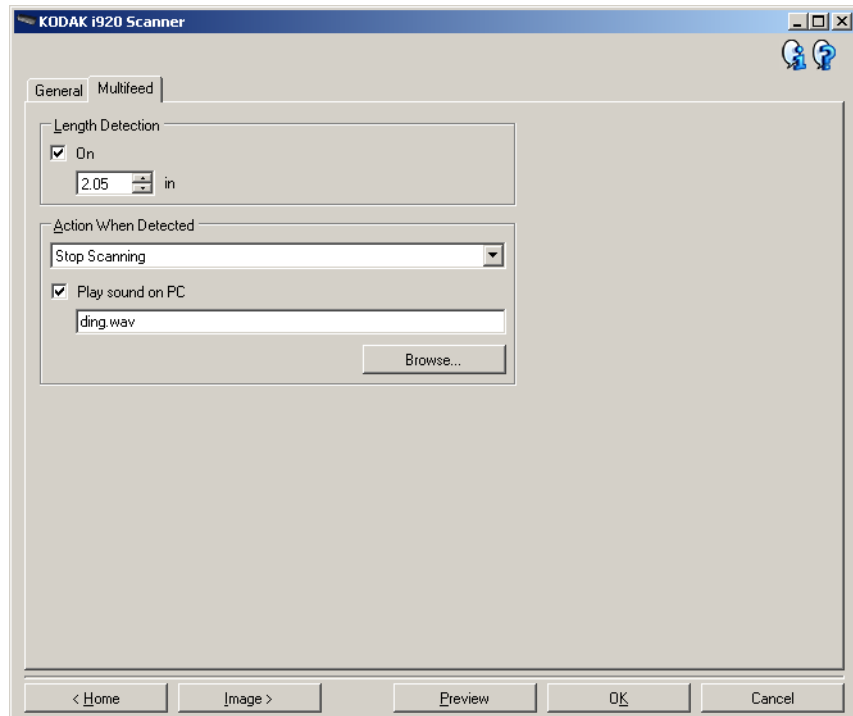 KODAK i920 Scanner
General Multifeed
Length Detection
On
2.05 in
Action When Detected
Stop Scanning
Play sound on PC
ding.wav
Browse...
< Home Image > Preview OK Cancel